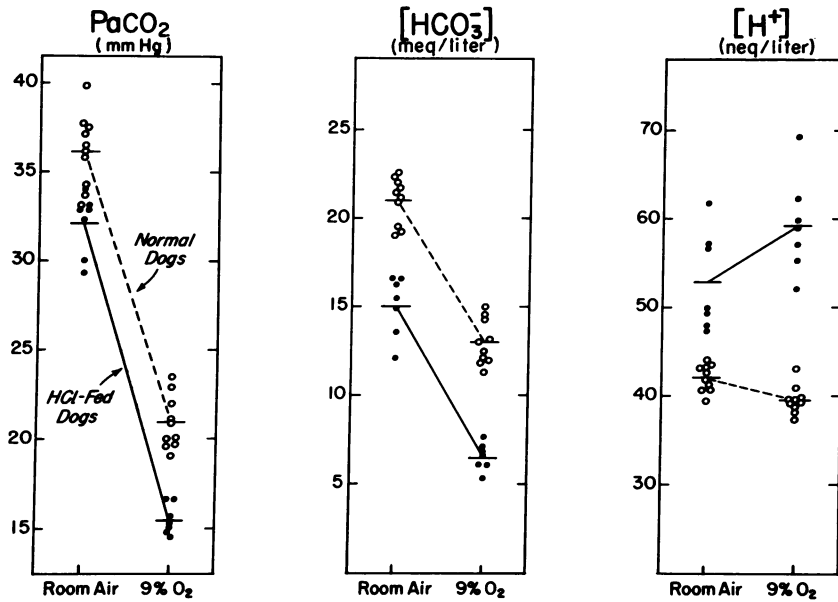 PaCO₂
(mm Hg)
40
35
30
25
20
15
Normal
Dogs
HCl-Fed
Dogs
Room Air
9% O₂
[HCO₃⁻]
(meq/liter)
25
20
15
10
5
Room Air
9% O₂
[H⁺]
(neq/liter)
70
60
50
40
30
Room Air
9% O₂